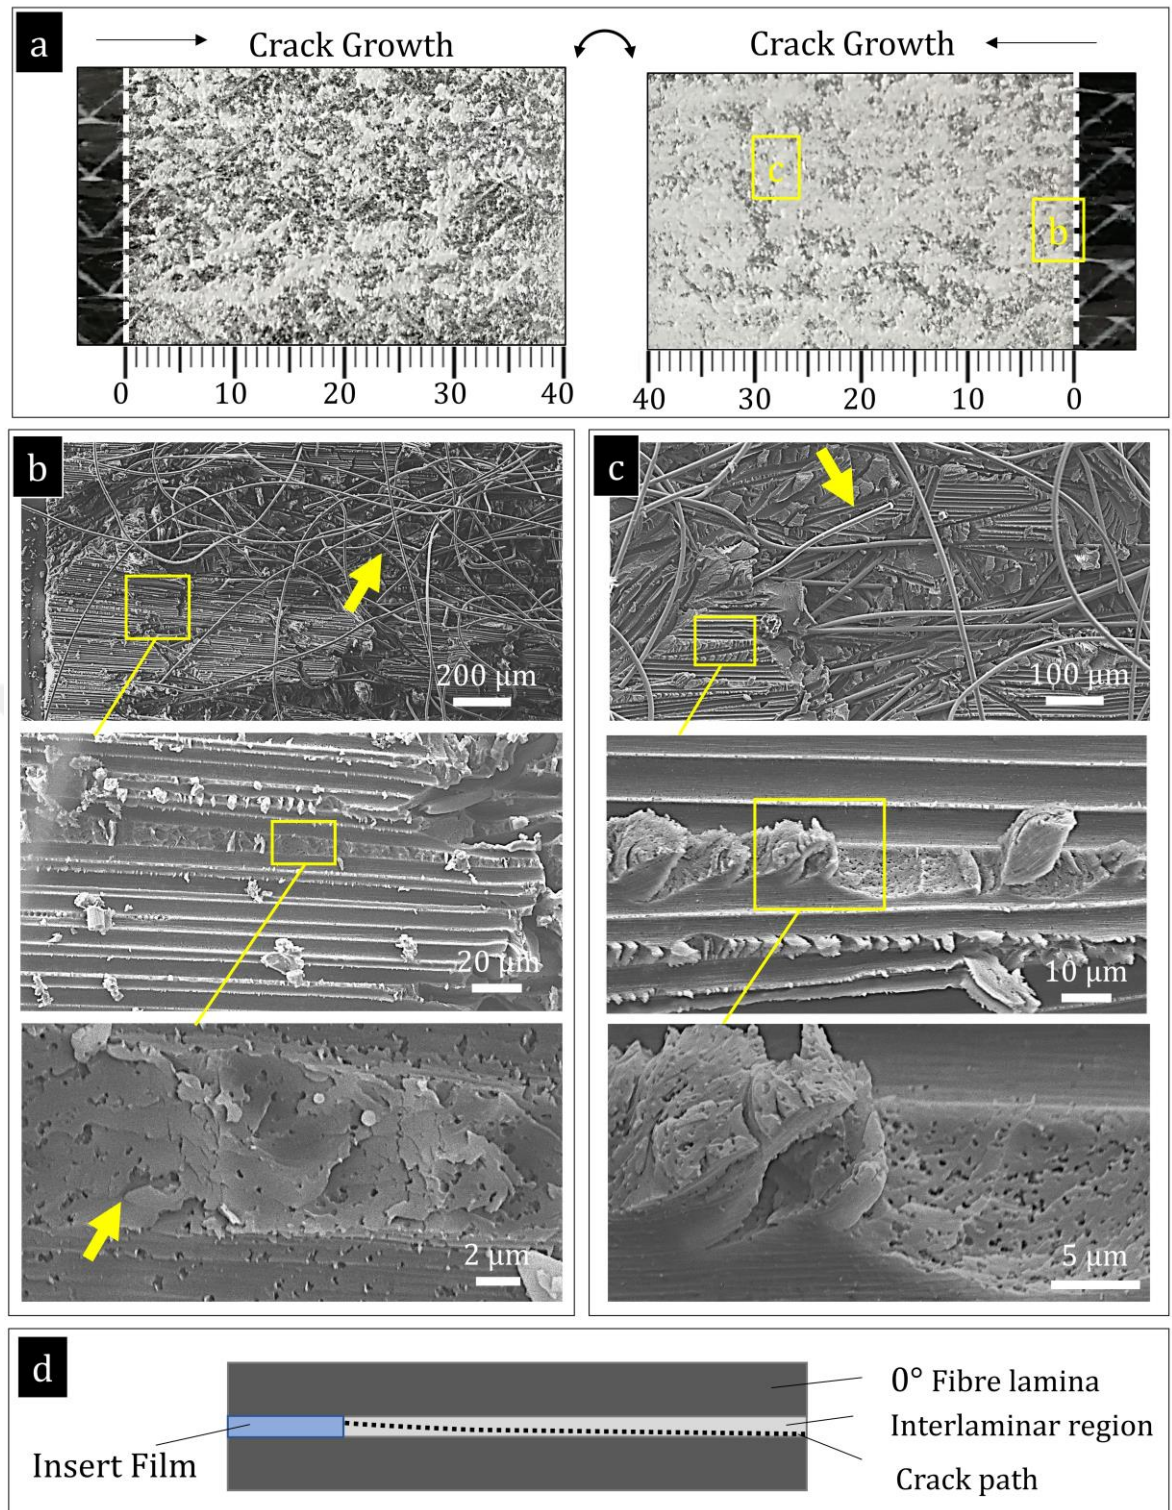 a
Crack Growth
Crack Growth
c
b
0 10 20 30 40
40 30 20 10 0
b
200 μm
20 μm
2 μm
c
100 μm
10 μm
5 μm
d
0° Fibre lamina
Interlaminar region
Insert Film
Crack path